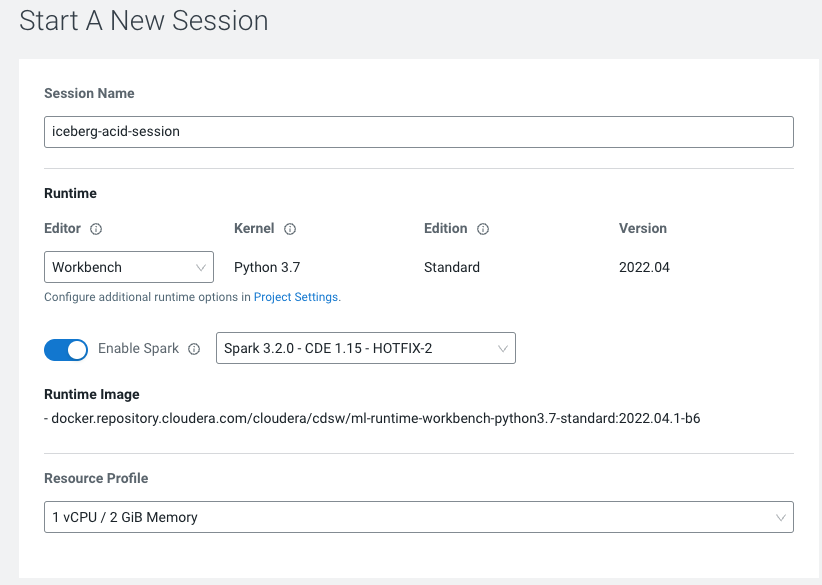 Start A New Session
Session Name
iceberg-acid-session
Runtime
Editor Kernel Edition Version
Workbench Python 3.7 Standard 2022.04
Configure additional runtime options in Project Settings.
Enable Spark Spark 3.2.0 - CDE 1.15 - HOTFIX-2
Runtime Image
- docker.repository.cloudera.com/cloudera/cdsw/ml-runtime-workbench-python3.7-standard:2022.04.1-b6
Resource Profile
1 vCPU / 2 GiB Memory